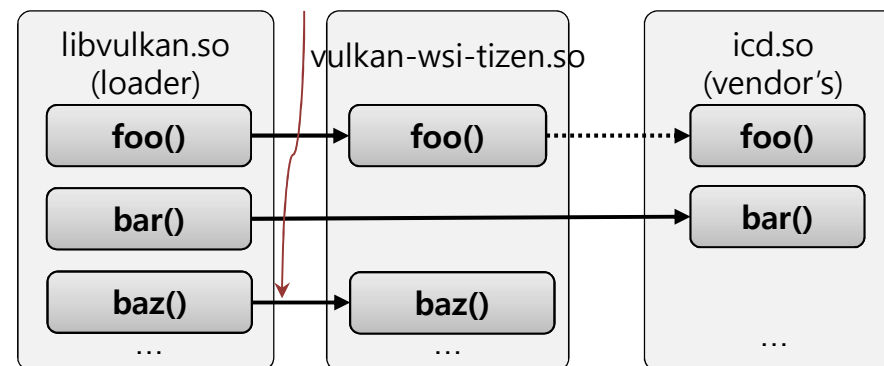 libvulkan.so
(loader)
vulkan-wsi-tizen.so
icd.so
(vendor’s)
foo()
foo()
foo()
bar()
bar()
baz()
baz()
...
...
...